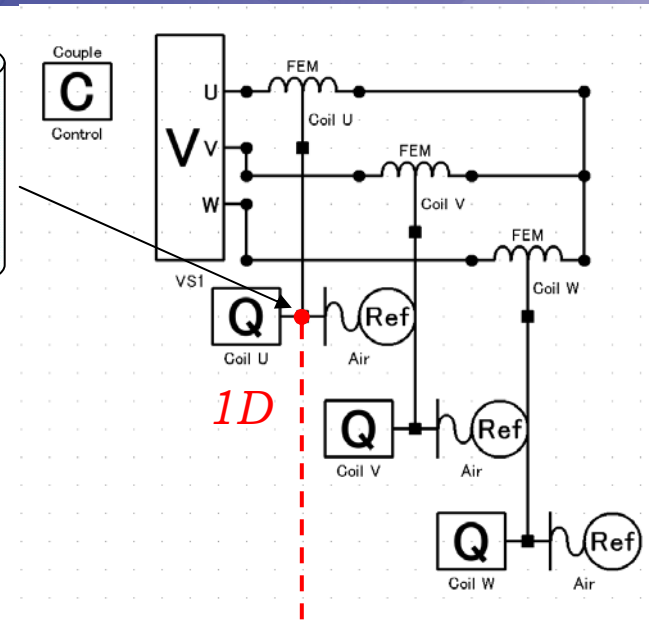 Couple
C
Control
V
U
V
W
VS1
FEM
Coil U
FEM
Coil V
FEM
Coil W
Q
Coil U
Ref
Air
1D
Q
Coil V
Ref
Air
Q
Coil W
Ref
Air